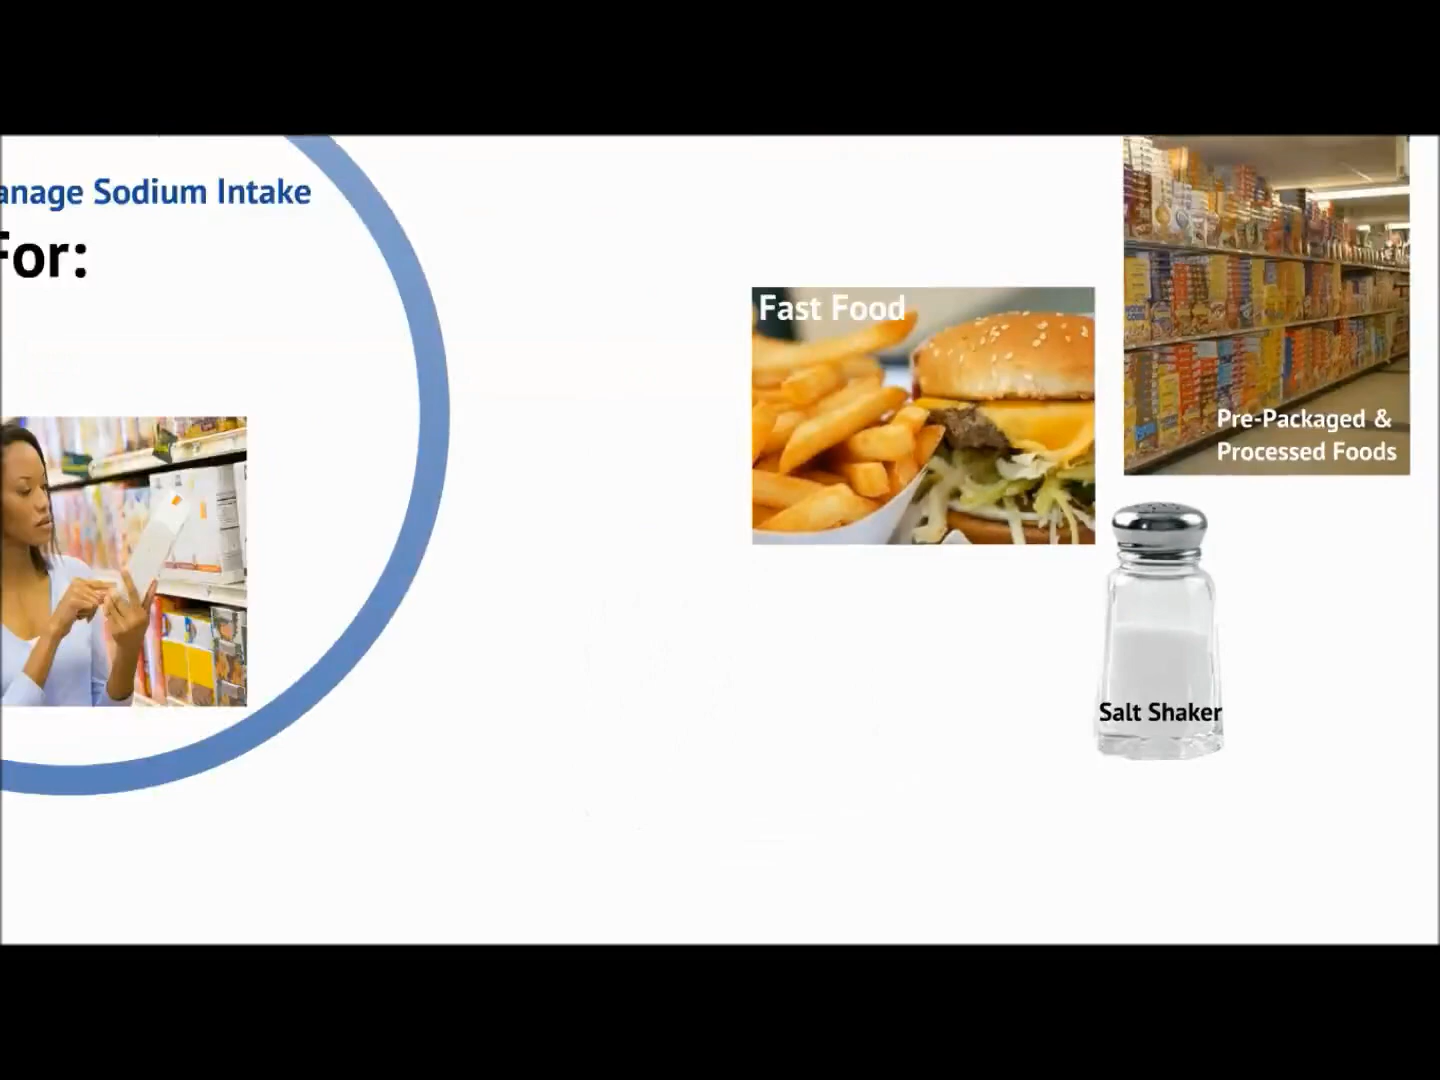 anage Sodium Intake
For:
Fast Food
Pre-Packaged &
Processed Foods
Salt Shaker